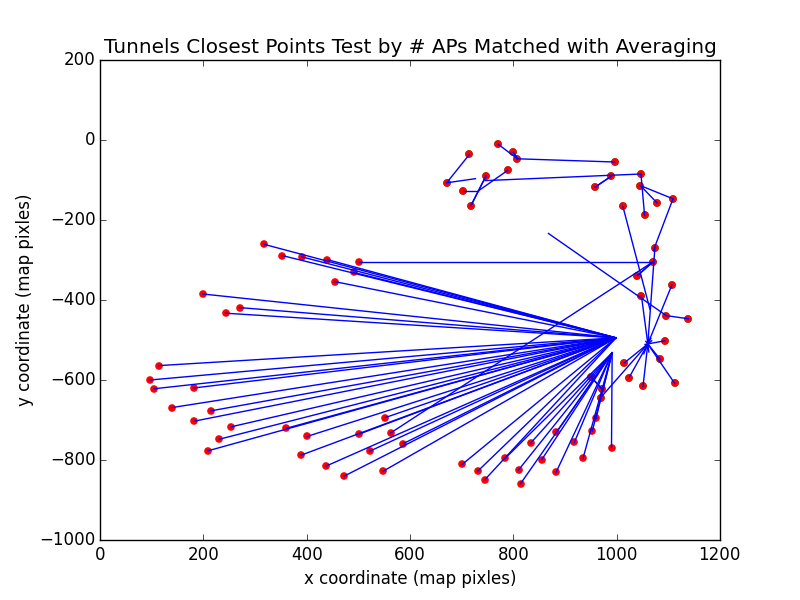 Tunnels Closest Points Test by # APs Matched with Averaging
200
0
−200
−400
−600
−800
−1000
y coordinate (map pixles)
0 200 400 600 800 1000 1200
x coordinate (map pixles)